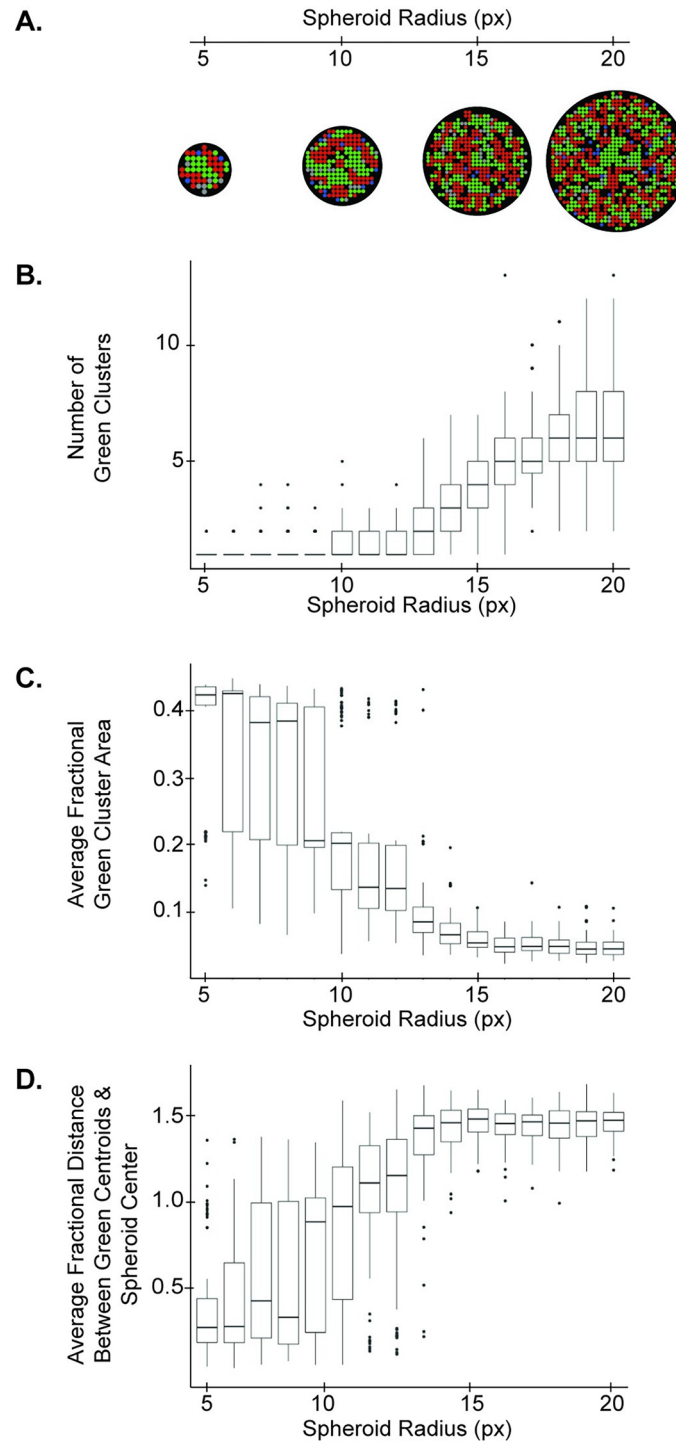 A.
Spheroid Radius (px)
5 10 15 20
B.
Number of
Green Clusters
10
5
5 10 15 20
Spheroid Radius (px)
C.
Average Fractional
Green Cluster Area
0.4
0.3
0.2
0.1
5 10 15 20
Spheroid Radius (px)
D.
Average Fractional Distance
Between Green Centroids &
Spheroid Center
1.5
1.0
0.5
5 10 15 20
Spheroid Radius (px)